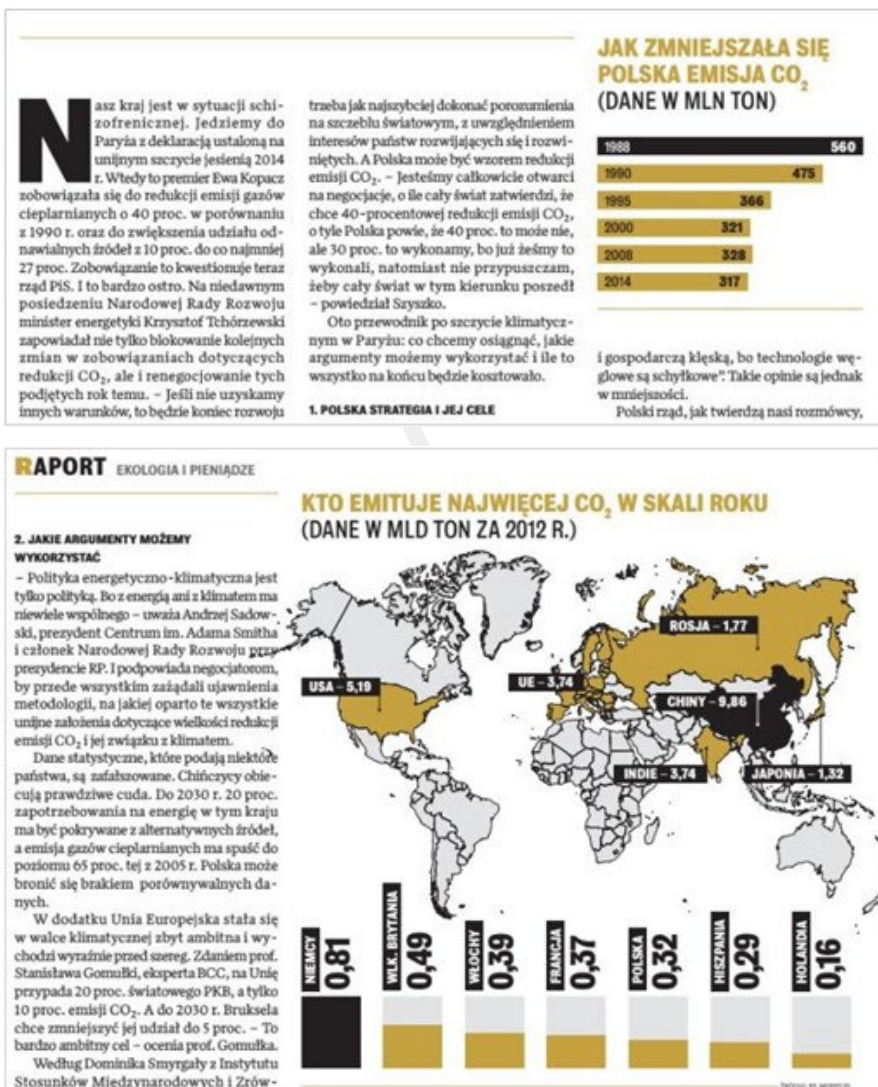 Nasz kraj jest w sytuacji schi-
zofrenicznej. Jedziemy do
Paryża z deklaracją ustaloną na
unijnym szczycie jesienią 2014
r. Wtedy to premier Ewa Kopacz
zobowiązała się do redukcji emisji gazów
cieplarnianych o 40 proc. w porównaniu
z 1990 r. oraz do zwiększenia udziału od-
nawialnych źródeł z 10 proc. do co najmniej
27 proc. Zobowiązanie to kwestionuje teraz
rząd PiS. I to bardzo ostro. Na niedawnym
posiedzeniu Narodowej Rady Rozwoju
minister energetyki Krzysztof Tchórzewski
zapowiadał nie tylko blokowanie kolejnych
zmian w zobowiązaniach dotyczących
redukcji CO₂, ale i renegocjowanie tych
podjętych rok temu. – Jeśli nie uzyskamy
innych warunków, to będzie koniec rozwoju
trzeba jak najszybciej dokonać porozumienia
na szczeblu światowym, z uwzględnieniem
interesów państw rozwijających się i rozwi-
niętych. A Polska może być wzorem redukcji
emisji CO₂. – Jesteśmy całkowicie otwarci
na negocjacje, o ile cały świat zatwierdzi, że
chce 40-procentowej redukcji emisji CO₂,
o tyle Polska powie, że 40 proc. to może nie,
ale 30 proc. to wykonamy, bo już żeśmy to
wykonali, natomiast nie przypuszczam,
żeby cały świat w tym kierunku poszedł
– powiedział Szyszko.
Oto przewodnik po szczycie klimatycz-
nym w Paryżu: co chcemy osiągnąć, jakie
argumenty możemy wykorzystać i ile to
wszystko na końcu będzie kosztowało.
1. POLSKA STRATEGIA I JEJ CELE
JAK ZMNIEJSZAŁA SIĘ
POLSKA EMISJA CO₂
(DANE W MLN TON)
1988 560
1990 475
1995 366
2000 321
2008 328
2014 317
i gospodarczą klęską, bo technologie wę-
glowe są schyłkowe”. Takie opinie są jednak
w mniejszości.
Polski rząd, jak twierdzą nasi rozmówcy,
RAPORT EKOLOGIA I PIENIĄDZE
2. JAKIE ARGUMENTY MOŻEMY
WYKORZYSTAĆ
– Polityka energetyczno-klimatyczna jest
tylko polityką. Bo z energią ani z klimatem ma
niewiele wspólnego – uważa Andrzej Sadow-
ski, prezydent Centrum im. Adama Smitha
i członek Narodowej Rady Rozwoju przy
prezydencie RP. I podpowiada negocjatorom,
by przede wszystkim zażądali ujawnienia
metodologii, na jakiej oparto te wszystkie
unijne założenia dotyczące wielkości redukcji
emisji CO₂ i jej związku z klimatem.
Dane statystyczne, które podają niektóre
państwa, są zafałszowane. Chińczycy obie-
cują prawdziwe cuda. Do 2030 r. 20 proc.
zapotrzebowania na energię w tym kraju
ma być pokrywane z alternatywnych źródeł,
a emisja gazów cieplarnianych ma spaść do
poziomu 65 proc. tej z 2005 r. Polska może
bronić się brakiem porównywalnych da-
nych.
W dodatku Unia Europejska stała się
w walce klimatycznej zbyt ambitna i wy-
chodzi wyraźnie przed szereg. Zdaniem prof.
Stanisława Gomułki, eksperta BCC, na Unię
przypada 20 proc. światowego PKB, a tylko
10 proc. emisji CO₂. A do 2030 r. Bruksela
chce zmniejszyć jej udział do 5 proc. – To
bardzo ambitny cel – ocenia prof. Gomułka.
Według Dominika Smyrgały z Instytutu
Stosunków Międzynarodowych i Zrów-
KTO EMITUJE NAJWIĘCEJ CO₂ W SKALI ROKU
(DANE W MLD TON ZA 2012 R.)
ROSJA – 1,77
USA – 5,19
UE – 3,74
CHINY – 9,86
INDIE – 3,74
JAPONIA – 1,32
NIEMCY 0,81
WLK. BRYTANIA 0,49
WŁOCHY 0,39
FRANCJA 0,37
POLSKA 0,32
HISZPANIA 0,29
HOLANDIA 0,16